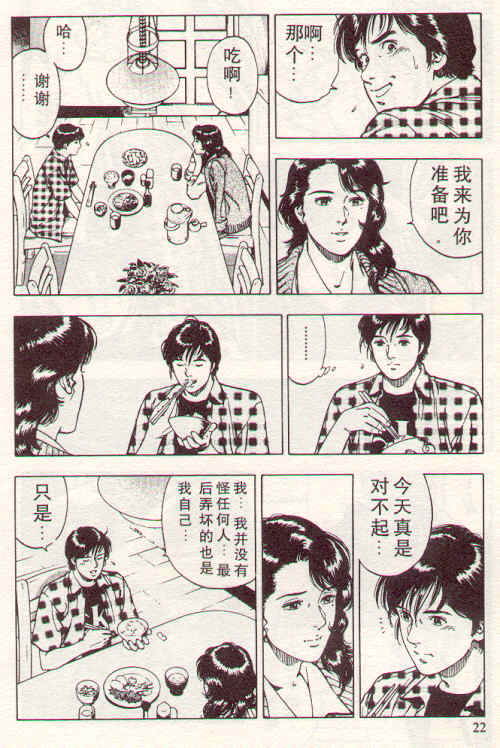 啊…
那个…
我来为你
准备吧。
吃啊！
哈…
……谢谢
………
今天真是
对不起…
我…我并没有
怪任何人…最
后弄坏的也是
我自己…
只是…
22